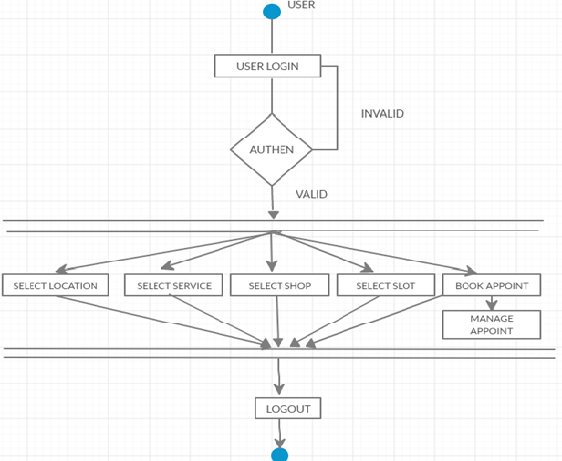 USER
USER LOGIN
INVALID
AUTHEN
VALID
SELECT LOCATION
SELECT SERVICE
SELECT SHOP
SELECT SLOT
BOOK APPOINT
MANAGE
APPOINT
LOGOUT